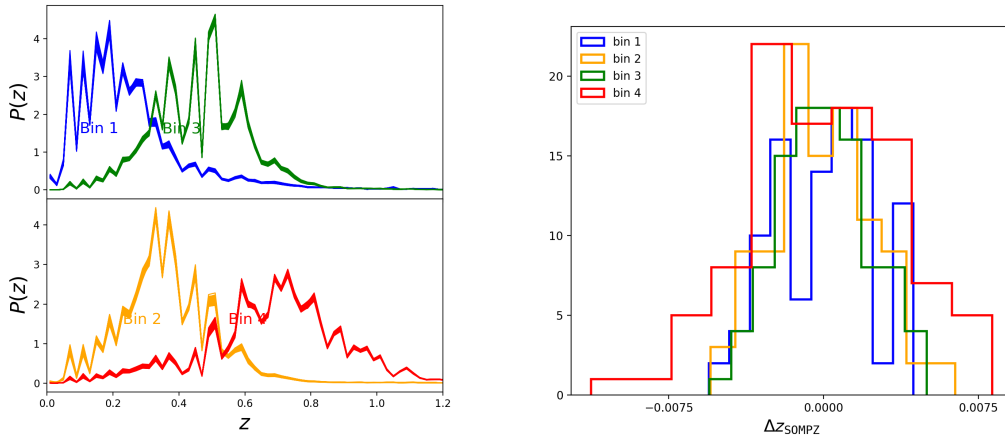 P(z)
4
3
2
1
0
Bin 1
Bin 3
P(z)
4
3
2
1
0
Bin 2
Bin 4
0.0
0.2
0.4
0.6
0.8
1.0
1.2
z
bin 1
bin 2
bin 3
bin 4
20
15
10
5
0
−0.0075
0.0000
0.0075
Δz_SOMPZ